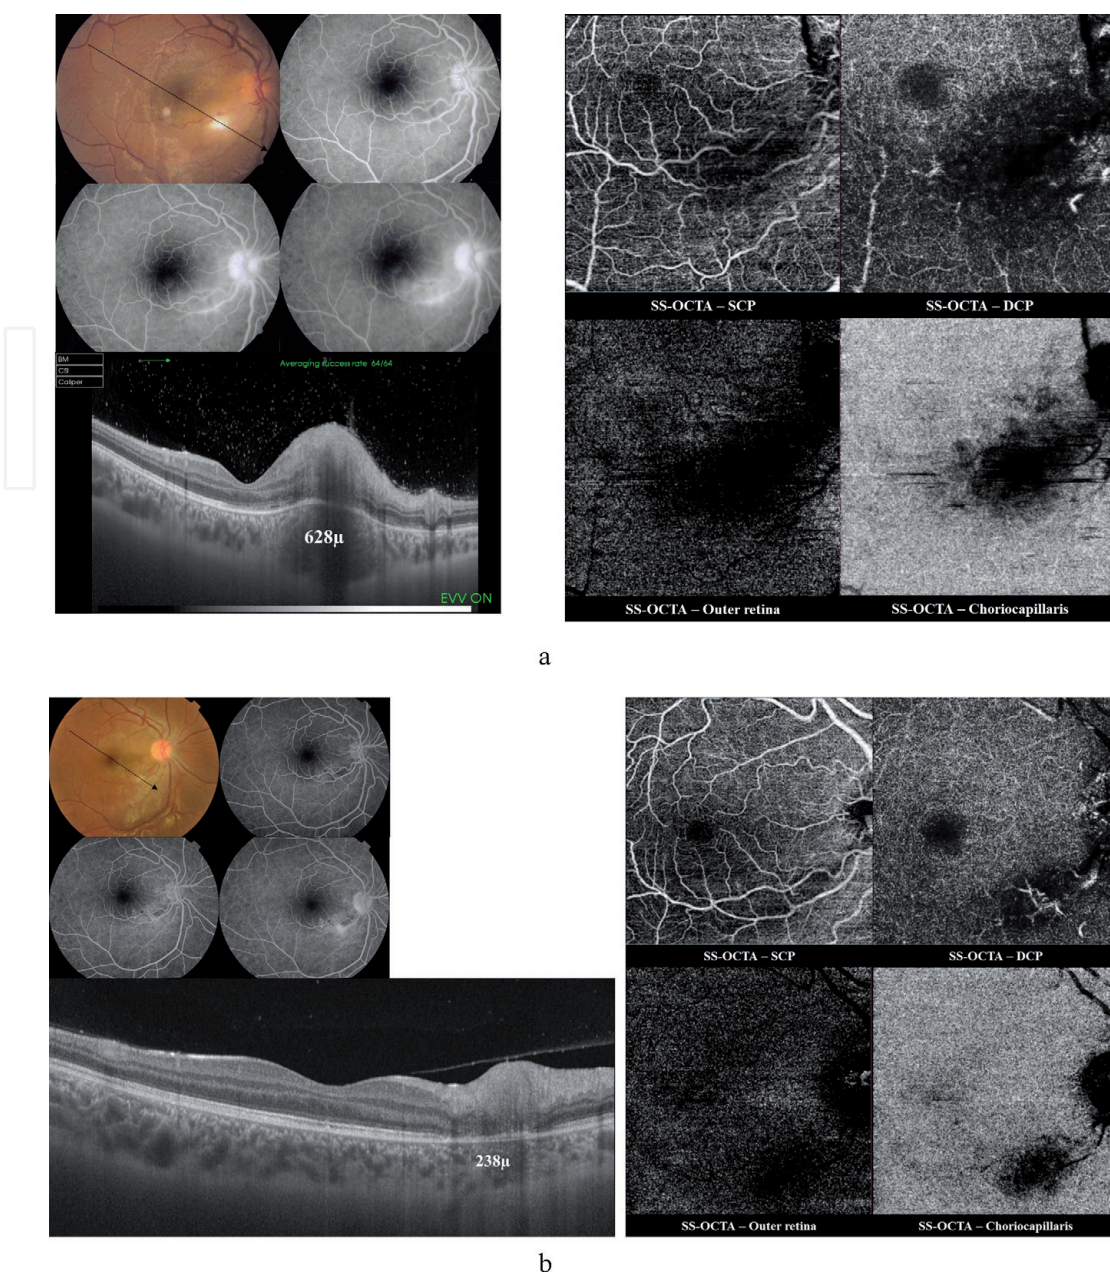 BM
CSI
Caliper
Averaging success rate 64/64
628μ
EVV ON
SS-OCTA – SCP
SS-OCTA – DCP
SS-OCTA – Outer retina
SS-OCTA – Choriocapillaris
a
238μ
SS-OCTA – SCP
SS-OCTA – DCP
SS-OCTA – Outer retina
SS-OCTA – Choriocapillaris
b